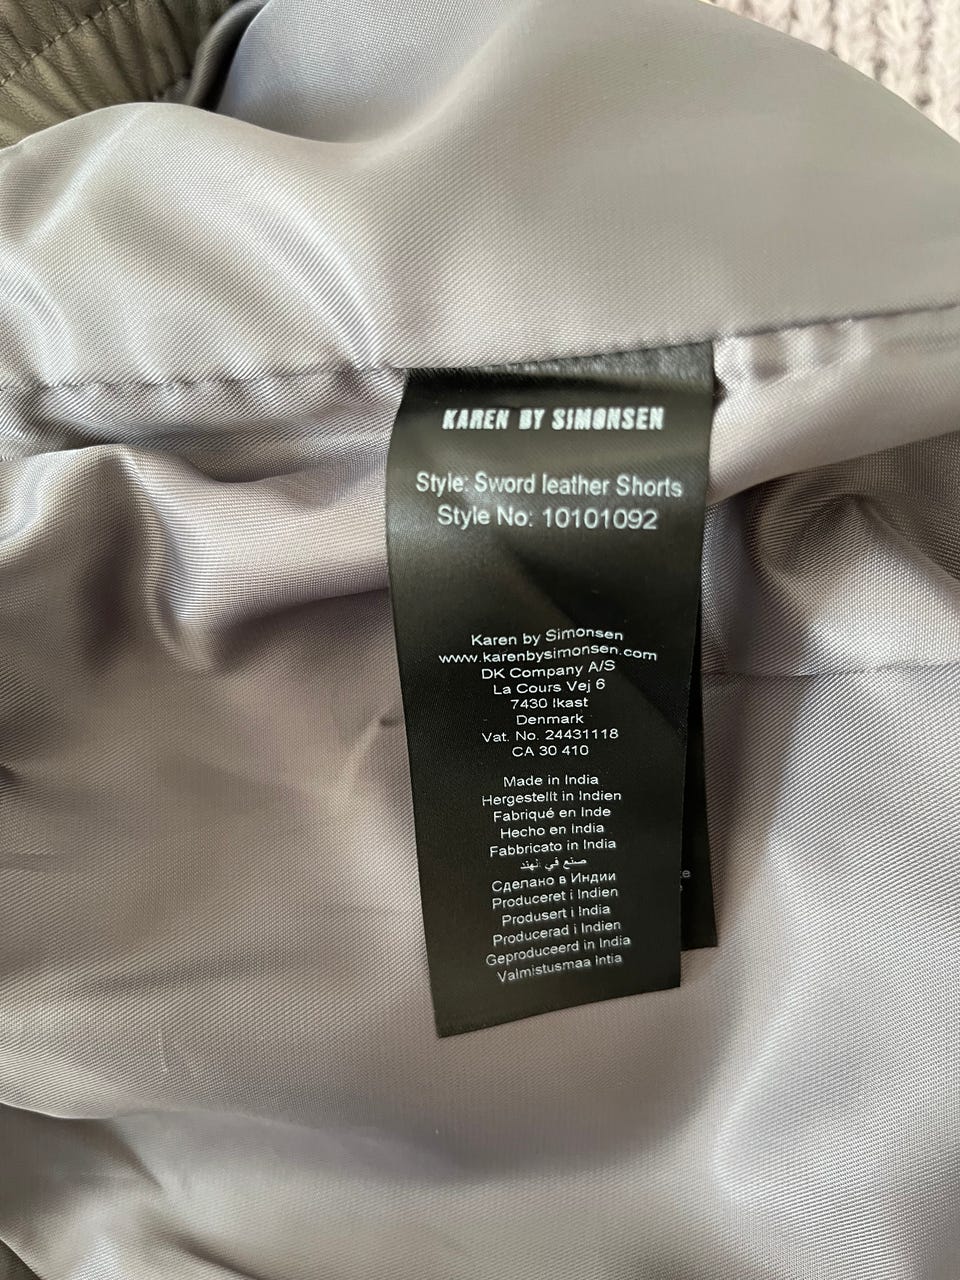 KAREN BY SIMONSEN
Style: Sword leather Shorts
Style No: 10101092
Karen by Simonsen
www.karenbysimonsen.com
DK Company A/S
La Cours Vej 6
7430 Ikast
Denmark
Vat. No. 24431118
CA 30 410
Made in India
Hergestellt in Indien
Fabriqué en Inde
Hecho en India
Fabbricato in India
صنع في الهند
Сделано в Индии
Produceret i Indien
Produsert i India
Producerad i Indien
Geproduceerd in India
Valmistusmaa Intia